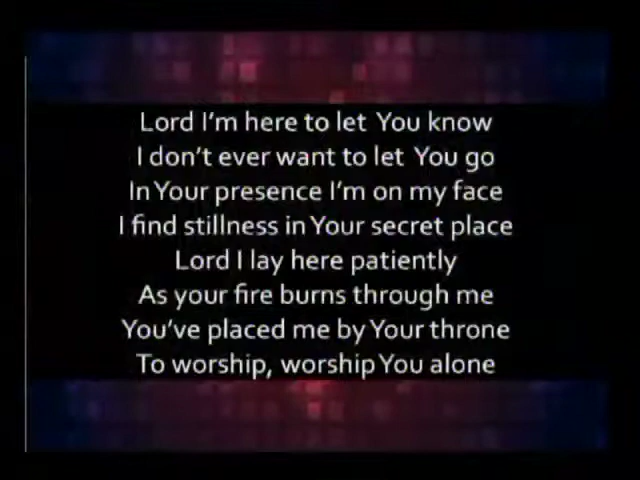 Lord I'm here to let You know
I don't ever want to let You go
In Your presence I'm on my face
I find stillness in Your secret place
Lord I lay here patiently
As your fire burns through me
You've placed me by Your throne
To worship, worship You alone